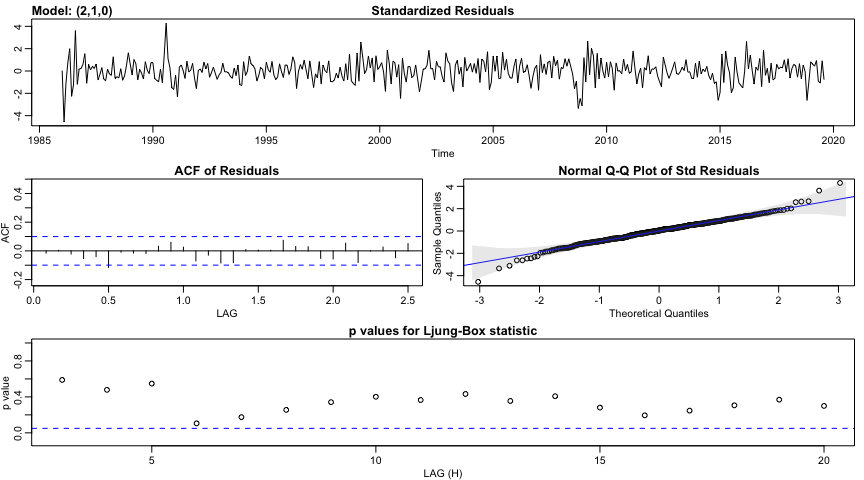 Model: (2,1,0) Standardized Residuals
4
2
0
-2
-4
1985 1990 1995 2000 2005 2010 2015 2020
Time
ACF of Residuals
ACF
0.4
0.2
0.0
-0.2
0.0 0.5 1.0 1.5 2.0 2.5
LAG
Normal Q-Q Plot of Std Residuals
Sample Quantiles
4
2
0
-2
-4
-3 -2 -1 0 1 2 3
Theoretical Quantiles
p values for Ljung-Box statistic
p value
0.8
0.4
0.0
5 10 15 20
LAG (H)